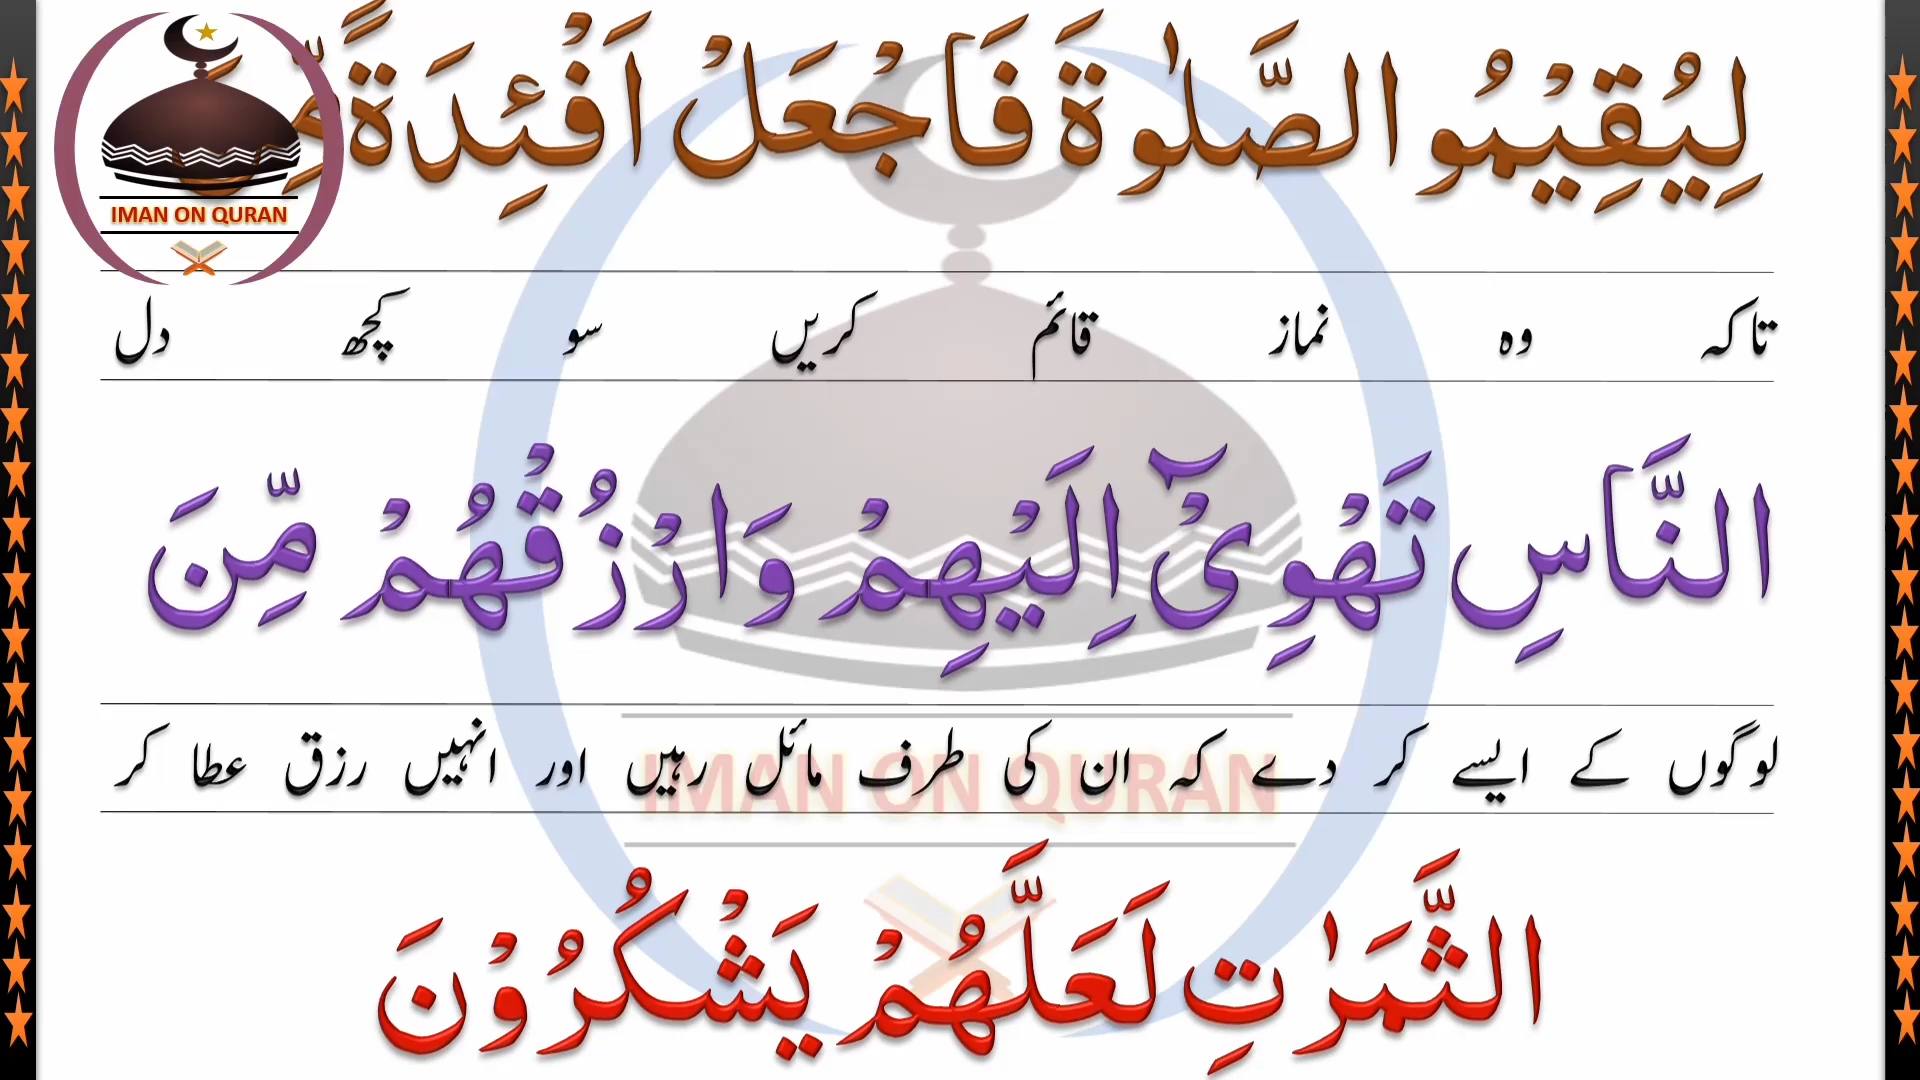 لِيُقِيْمُوا الصَّلٰوةَ فَاجْعَلْ اَفْئِدَةً مِّنَ
IMAN ON QURAN
تاکہ وہ نماز قائم کریں سو کچھ دل
النَّاسِ تَهْوِيْٓ اِلَيْهِمْ وَارْزُقْهُمْ مِّنَ
لوگوں کے ایسے کر دے کہ ان کی طرف مائل رہیں اور انہیں رزق عطا کر
IMAN ON QURAN
الثَّمَرٰتِ لَعَلَّهُمْ يَشْكُرُوْنَ